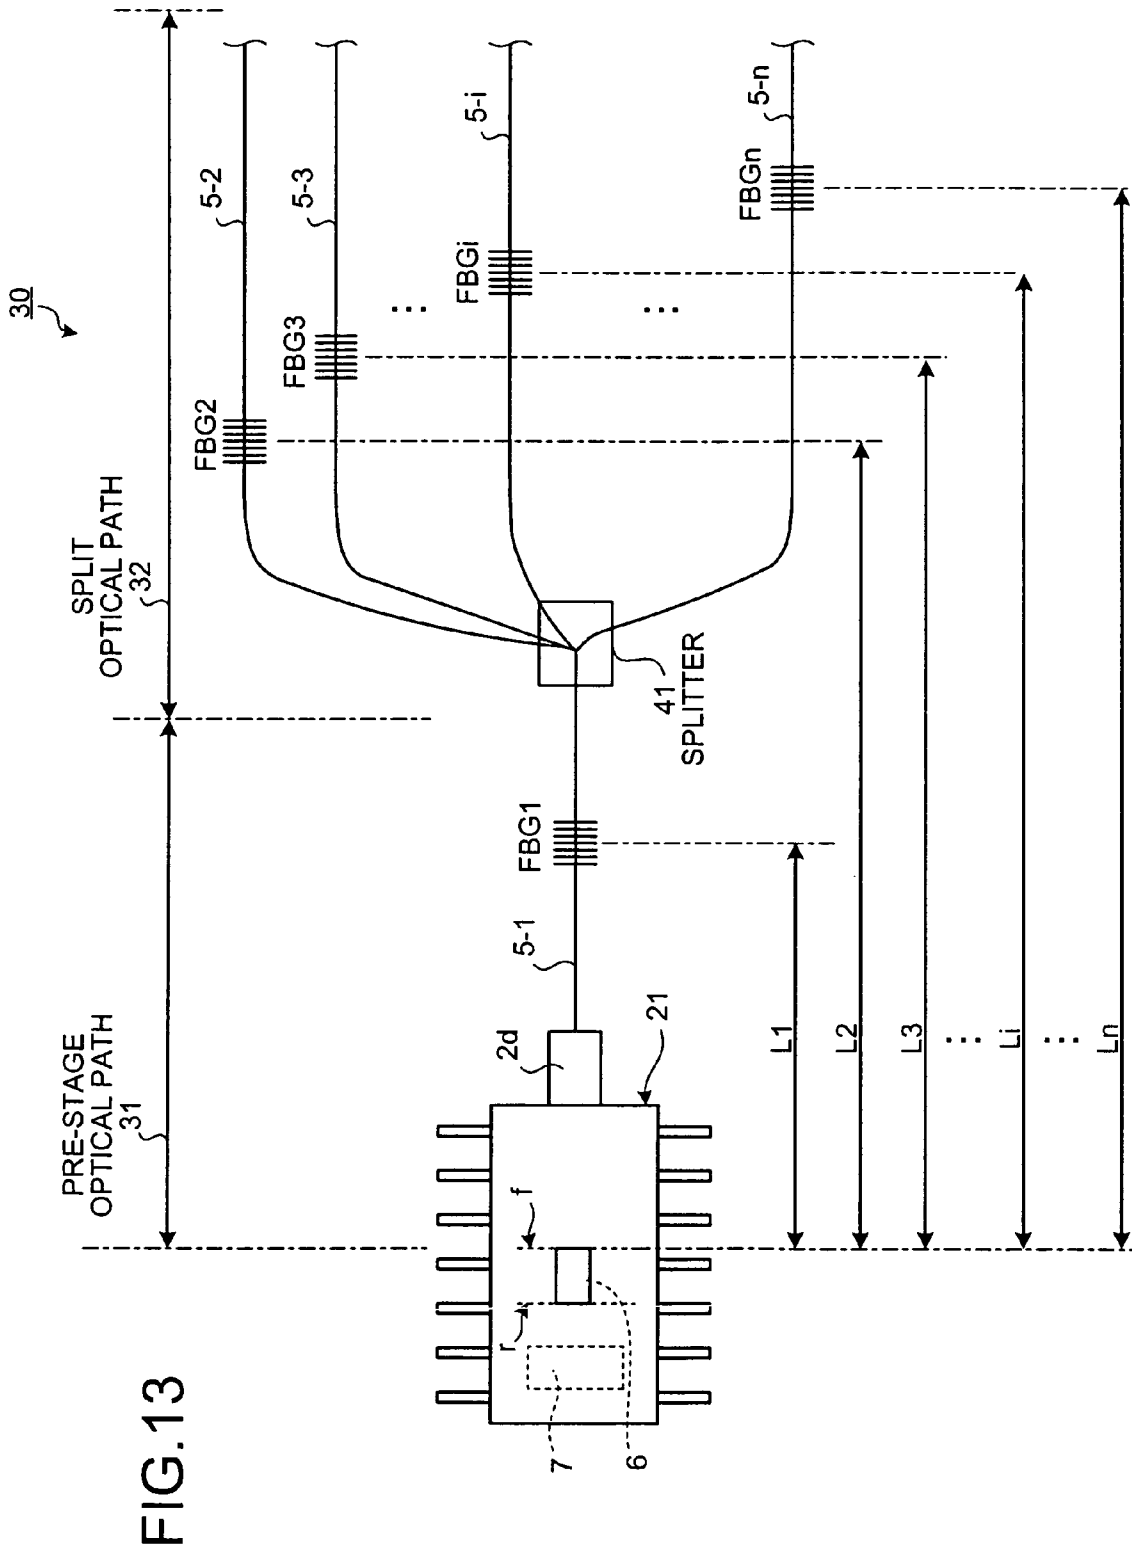 FIG.13
30
PRE-STAGE
OPTICAL PATH
31
SPLIT
OPTICAL PATH
32
5-2
5-3
5-i
5-n
FBG2
FBG3
FBGi
FBGn
...
...
FBG1
5-1
41
SPLITTER
2d
21
f
r
7
6
L1
L2
L3
...
Li
...
Ln